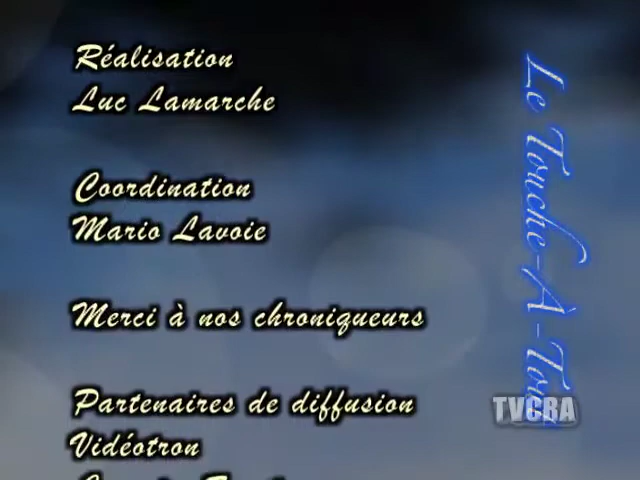 Réalisation
Luc Lamarche
Coordination
Mario Lavoie
Merci à nos chroniqueurs
Partenaires de diffusion
Vidéotron
Le Touche-À-Tout
TVCRA